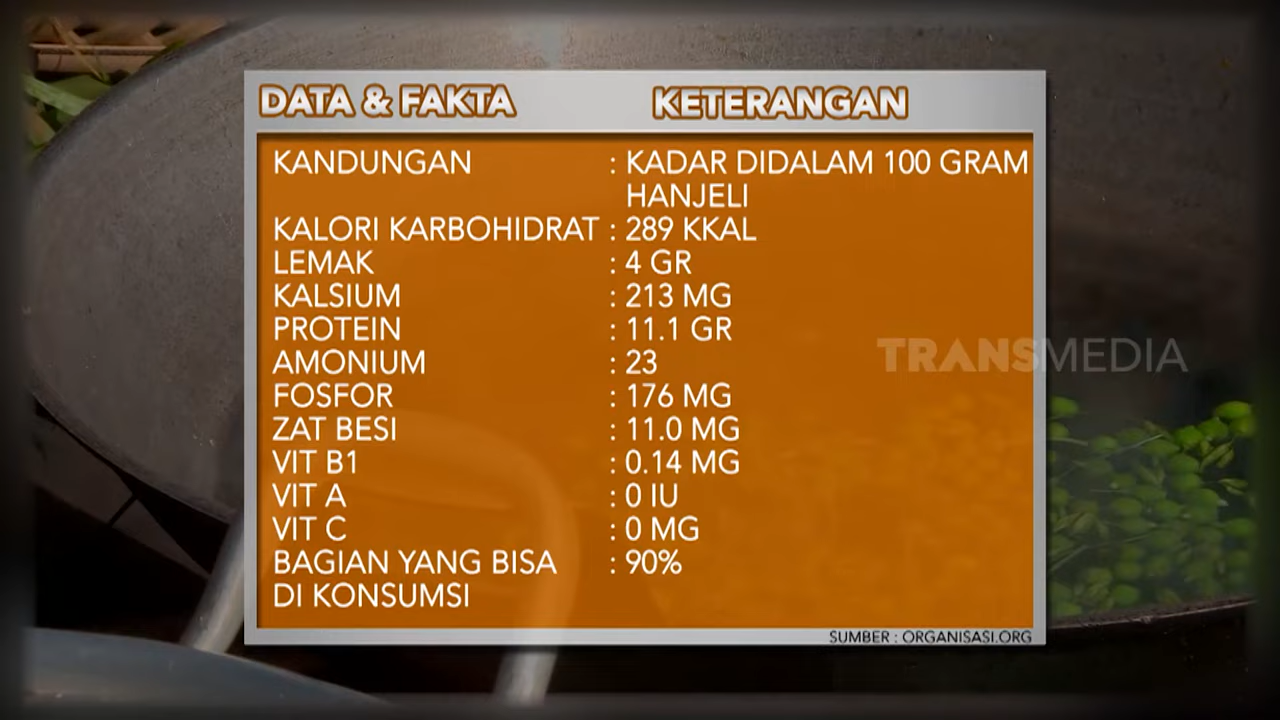 DATA & FAKTA KETERANGAN
KANDUNGAN : KADAR DIDALAM 100 GRAM
HANJELI
KALORI KARBOHIDRAT : 289 KKAL
LEMAK : 4 GR
KALSIUM : 213 MG
PROTEIN : 11.1 GR
AMONIUM : 23
FOSFOR : 176 MG
ZAT BESI : 11.0 MG
VIT B1 : 0.14 MG
VIT A : 0 IU
VIT C : 0 MG
BAGIAN YANG BISA : 90%
DI KONSUMSI
SUMBER : ORGANISASI.ORG
TRANSMEDIA